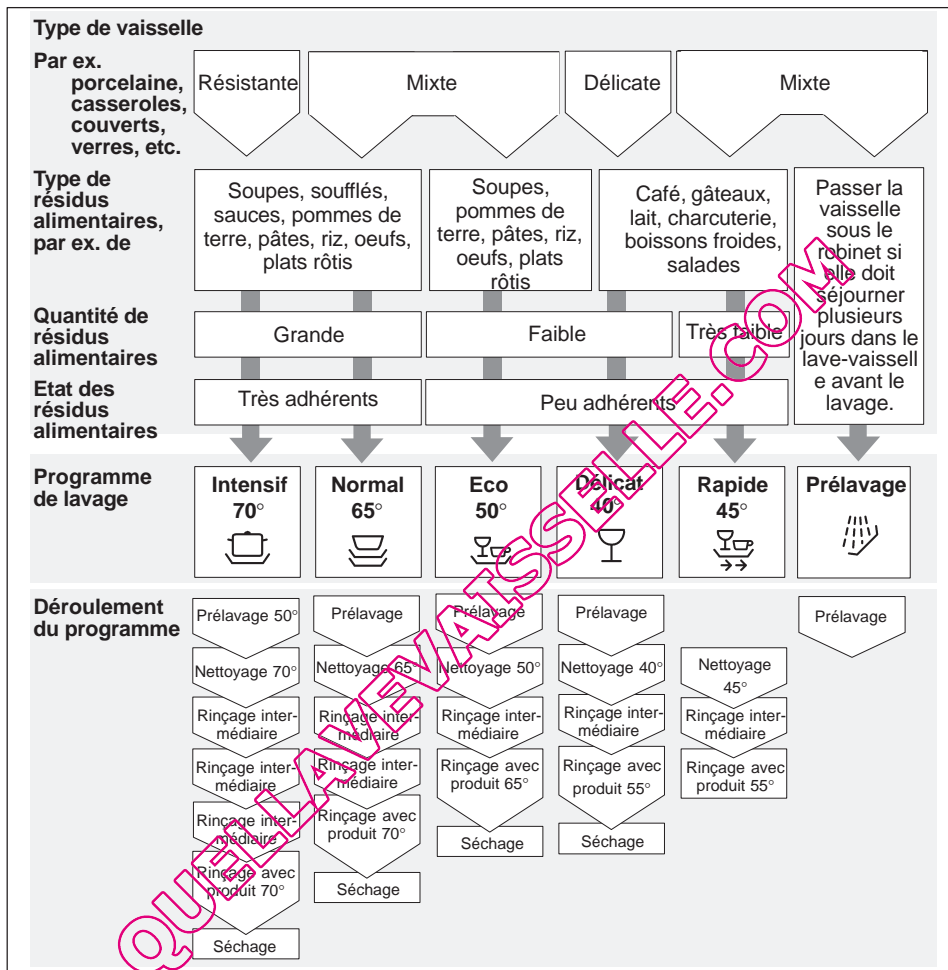 Type de vaisselle
Par ex.
porcelaine,
casseroles,
couverts,
verres, etc.
Résistante
Mixte
Délicate
Mixte
Type de
résidus
alimentaires,
par ex. de
Soupes, soufflés,
sauces, pommes de
terre, pâtes, riz, oeufs,
plats rôtis
Soupes,
pommes de
terre, pâtes, riz,
oeufs, plats
rôtis
Café, gâteaux,
lait, charcuterie,
boissons froides,
salades
Passer la
vaisselle
sous le
robinet si
elle doit
séjourner
plusieurs
jours dans le
lave-vaissell
e avant le
lavage.
Quantité de
résidus
alimentaires
Grande
Faible
Très faible
Etat des
résidus
alimentaires
Très adhérents
Peu adhérents
Programme
de lavage
Intensif
70°
Normal
65°
Eco
50°
Délicat
40°
Rapide
45°
Prélavage
Déroulement
du programme
Prélavage 50°
Nettoyage 70°
Rinçage inter-
médiaire
Rinçage inter-
médiaire
Rinçage inter-
médiaire
Rinçage avec
produit 70°
Séchage
Prélavage
Nettoyage 65°
Rinçage inter-
médiaire
Rinçage inter-
médiaire
Rinçage avec
produit 70°
Séchage
Prélavage
Nettoyage 50°
Rinçage inter-
médiaire
Rinçage avec
produit 65°
Séchage
Prélavage
Nettoyage 40°
Rinçage inter-
médiaire
Rinçage avec
produit 55°
Séchage
Nettoyage
45°
Rinçage inter-
médiaire
Rinçage avec
produit 55°
Prélavage
QUELLAVEVAISSELLE.COM